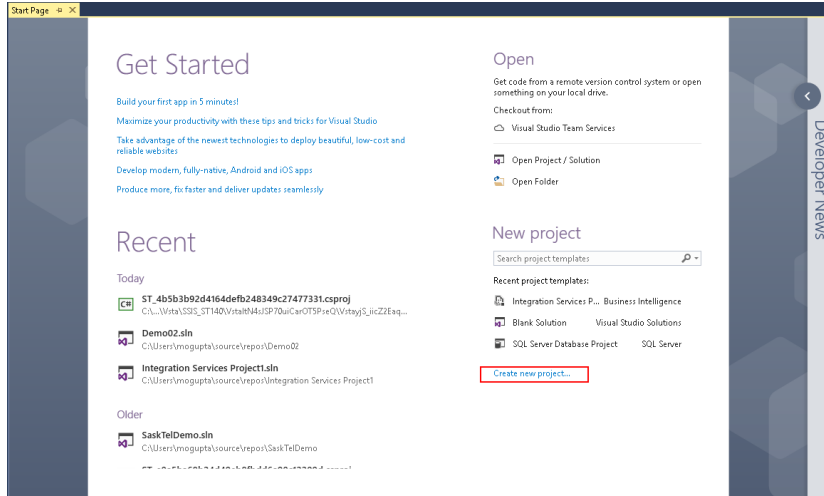 Start Page
Get Started
Build your first app in 5 minutes!
Maximize your productivity with these tips and tricks for Visual Studio
Take advantage of the newest technologies to deploy beautiful, low-cost and
reliable websites
Develop modern, fully-native, Android and iOS apps
Produce more, fix faster and deliver updates seamlessly
Recent
Today
C#
ST_4b5b3b92d4164defb248349c27477331.csproj
Demo02.sln
C:\Users\mogupta\source\repos\Demo02
Integration Services Project1.sln
C:\Users\mogupta\source\repos\Integration Services Project1
Older
SaskTelDemo.sln
C:\Users\mogupta\source\repos\SaskTelDemo
Open
Get code from a remote version control system or open
something on your local drive.
Checkout from:
Visual Studio Team Services
Open Project / Solution
Open Folder
New project
Search project templates
Recent project templates:
Integration Services P... Business Intelligence
Blank Solution Visual Studio Solutions
SQL Server Database Project SQL Server
Create new project...
Developer News